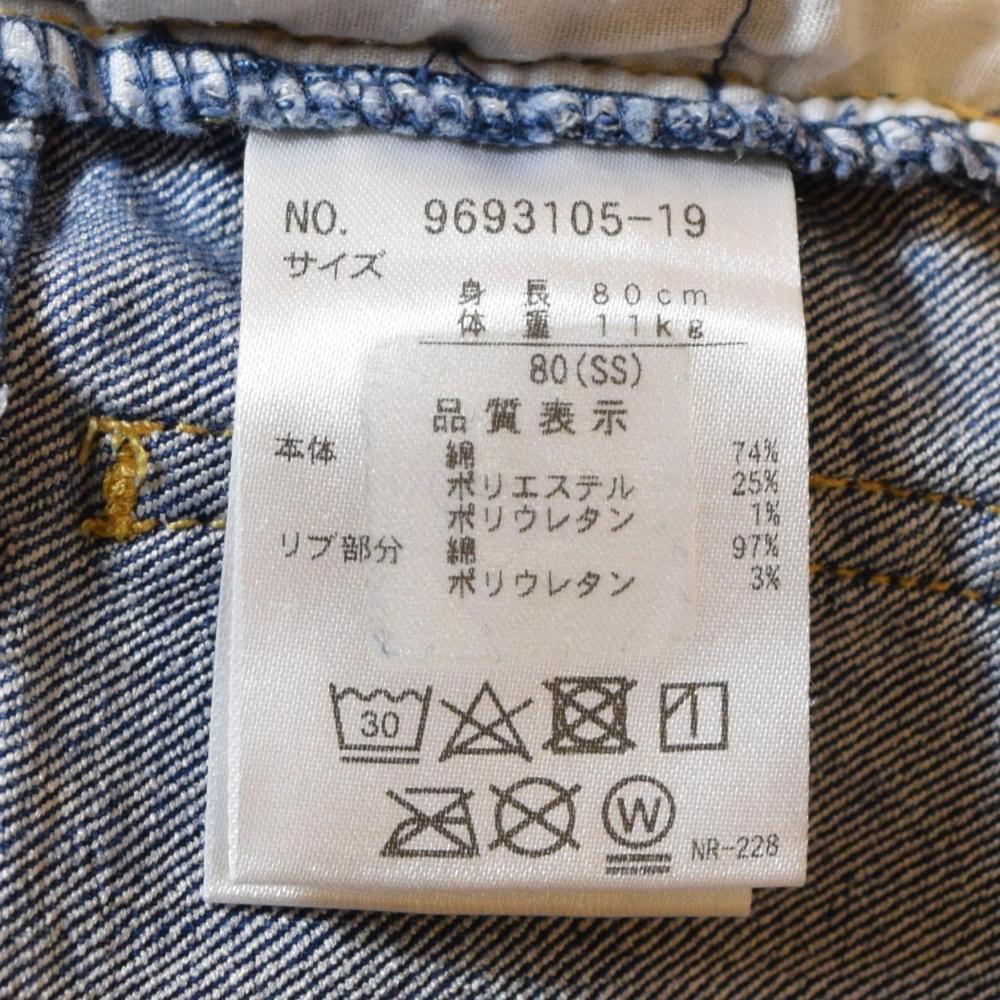 NO. 9693105-19
サイズ
身長 80cm
体重 11kg
80(SS)
品質表示
本体 綿 74%
ポリエステル 25%
ポリウレタン 1%
リブ部分 綿 97%
ポリウレタン 3%
30
W
NR-228